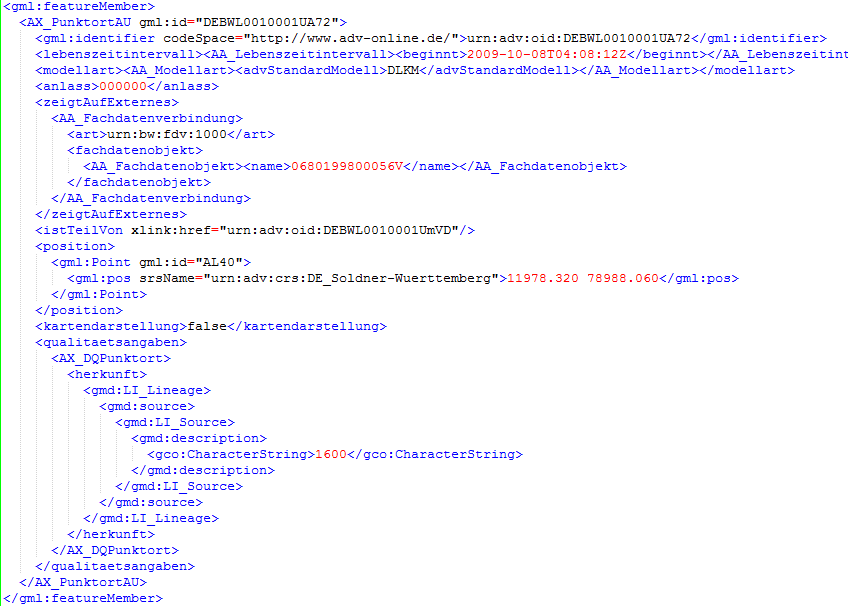 <gml:featureMember>
<AX_PunktortAU gml:id="DEBWL0010001UA72">
<gml:identifier codeSpace="http://www.adv-online.de/">urn:adv:oid:DEBWL0010001UA72</gml:identifier>
<lebenszeitintervall><AA_Lebenszeitintervall><beginnt>2009-10-08T04:08:12Z</beginnt></AA_Lebenszeitint
<modellart><AA_Modellart><advStandardModell>DLKM</advStandardModell></AA_Modellart></modellart>
<anlass>000000</anlass>
<zeigtAufExternes>
<AA_Fachdatenverbindung>
<art>urn:bw:fdv:1000</art>
<fachdatenobjekt>
<AA_Fachdatenobjekt><name>0680199800056V</name></AA_Fachdatenobjekt>
</fachdatenobjekt>
</AA_Fachdatenverbindung>
</zeigtAufExternes>
<istTeilVon xlink:href="urn:adv:oid:DEBWL0010001UmVD"/>
<position>
<gml:Point gml:id="AL40">
<gml:pos srsName="urn:adv:crs:DE_Soldner-Wuerttemberg">11978.320 78988.060</gml:pos>
</gml:Point>
</position>
<kartendarstellung>false</kartendarstellung>
<qualitaetsangaben>
<AX_DQPunktort>
<herkunft>
<gmd:LI_Lineage>
<gmd:source>
<gmd:LI_Source>
<gmd:description>
<gco:CharacterString>1600</gco:CharacterString>
</gmd:description>
</gmd:LI_Source>
</gmd:source>
</gmd:LI_Lineage>
</herkunft>
</AX_DQPunktort>
</qualitaetsangaben>
</AX_PunktortAU>
</gml:featureMember>